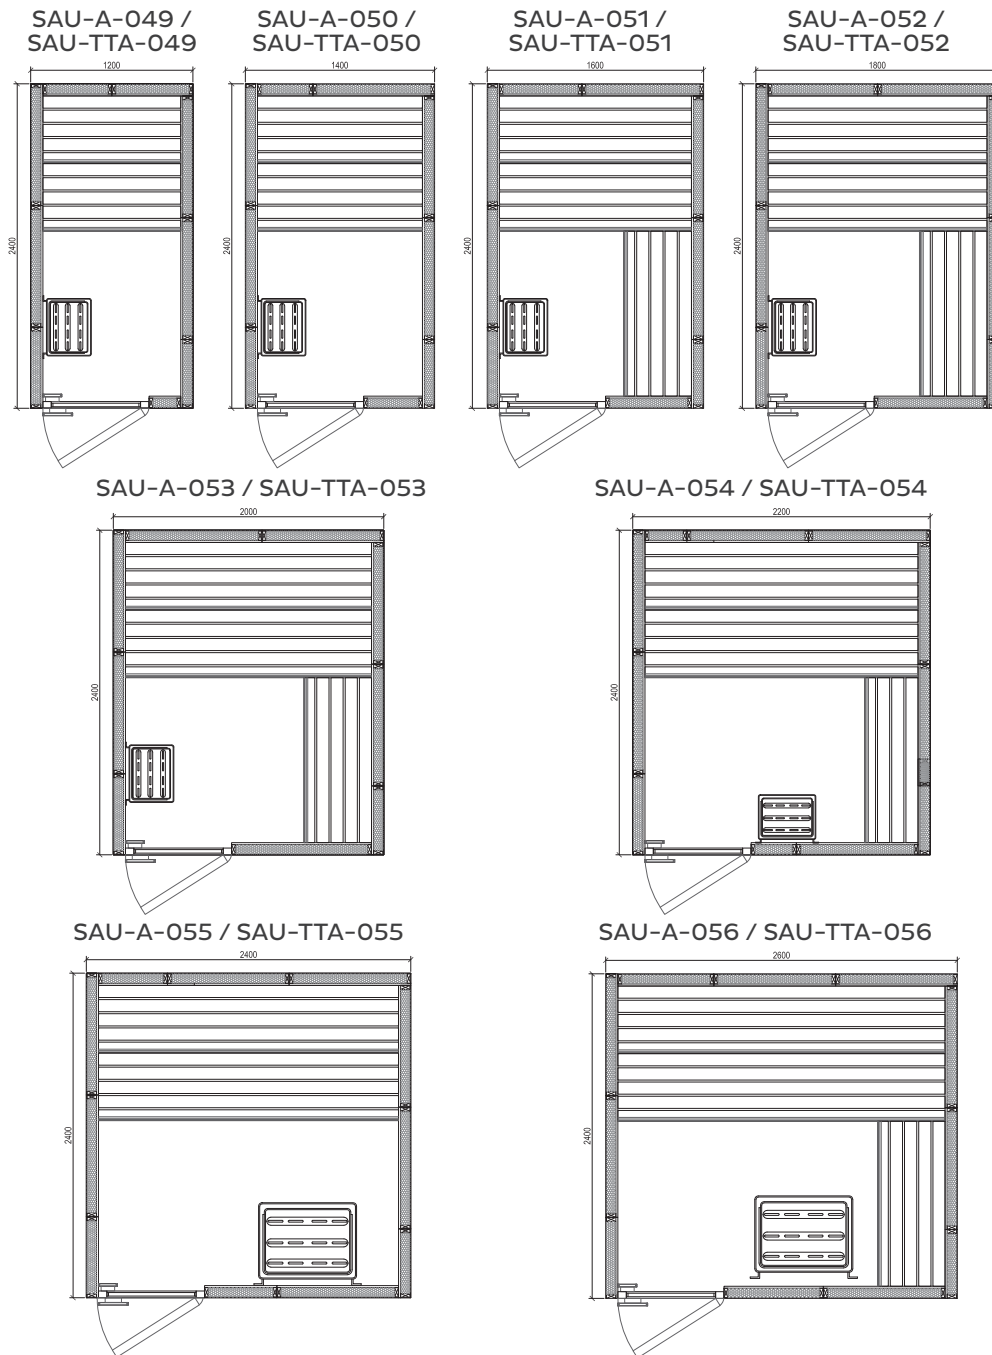 SAU-A-049 /
SAU-TTA-049
SAU-A-050 /
SAU-TTA-050
SAU-A-051 /
SAU-TTA-051
SAU-A-052 /
SAU-TTA-052
1200
1400
1600
1800
2400
2400
2400
2400
SAU-A-053 / SAU-TTA-053
SAU-A-054 / SAU-TTA-054
2000
2200
2400
2400
SAU-A-055 / SAU-TTA-055
SAU-A-056 / SAU-TTA-056
2400
2600
2400
2400